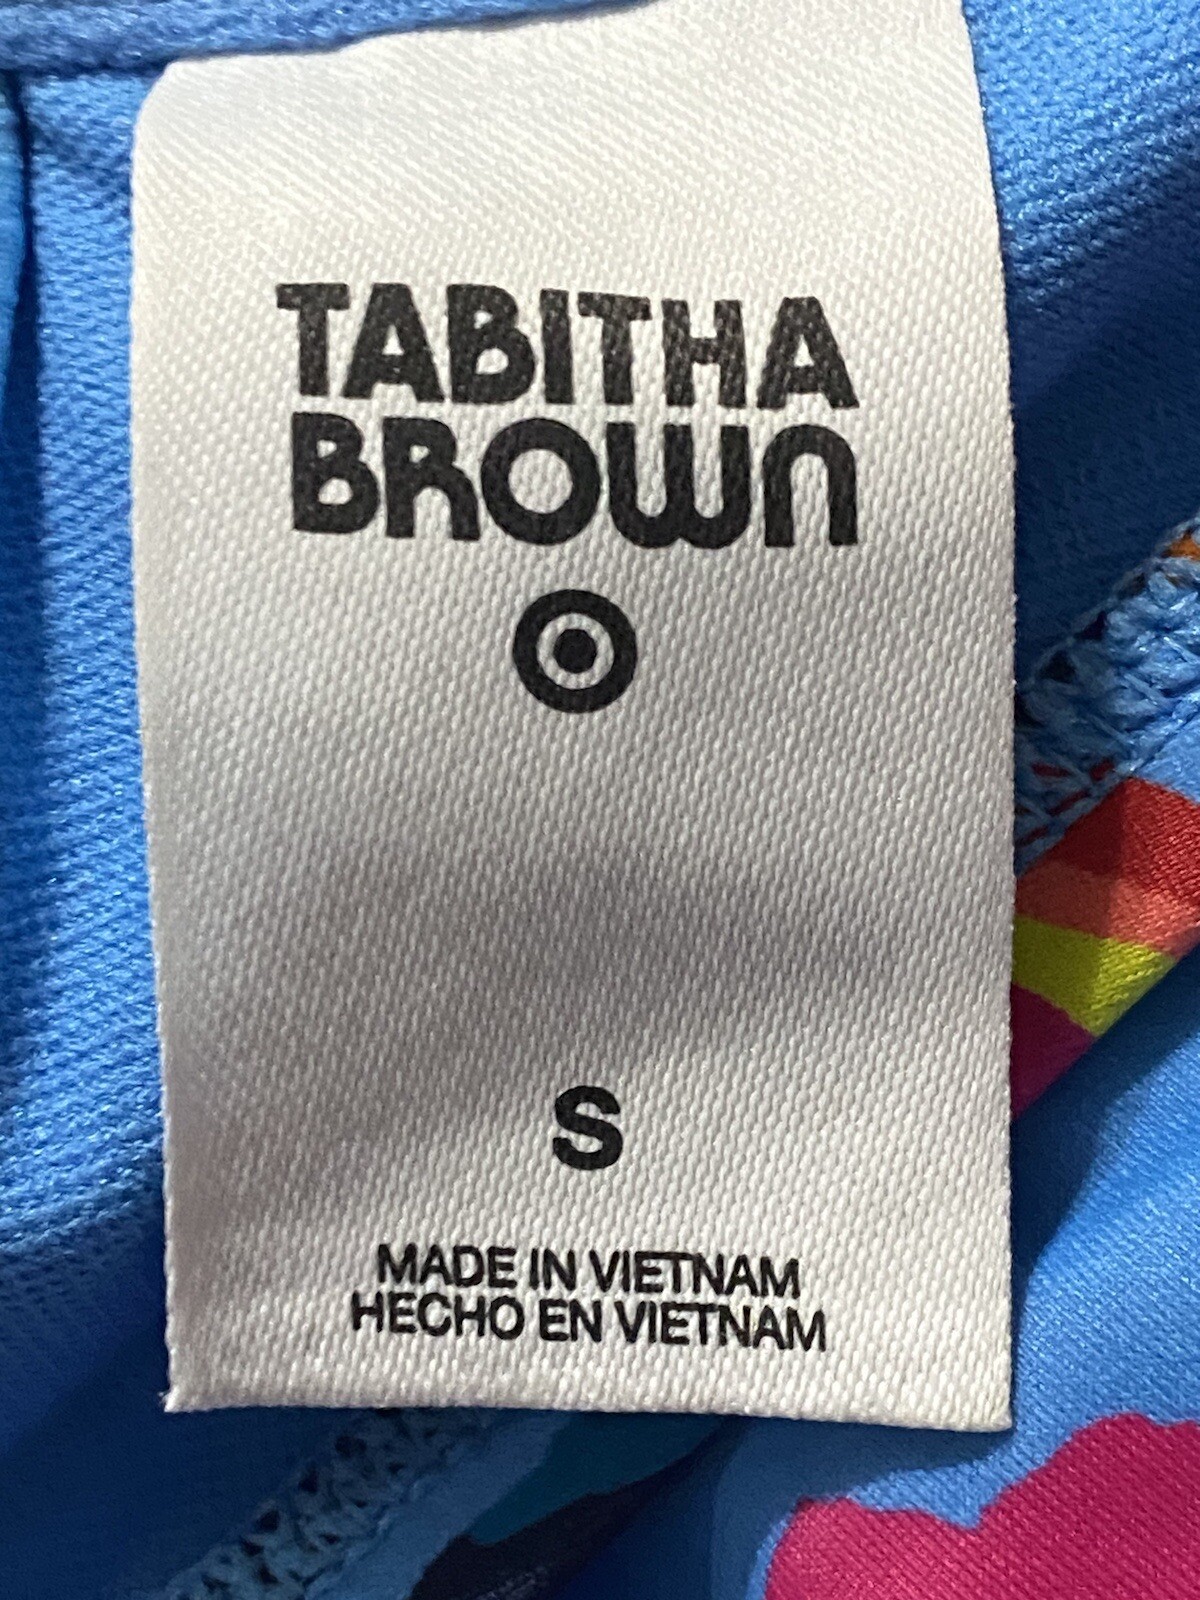 TABITHA
BROWN
S
MADE IN VIETNAM
HECHO EN VIETNAM